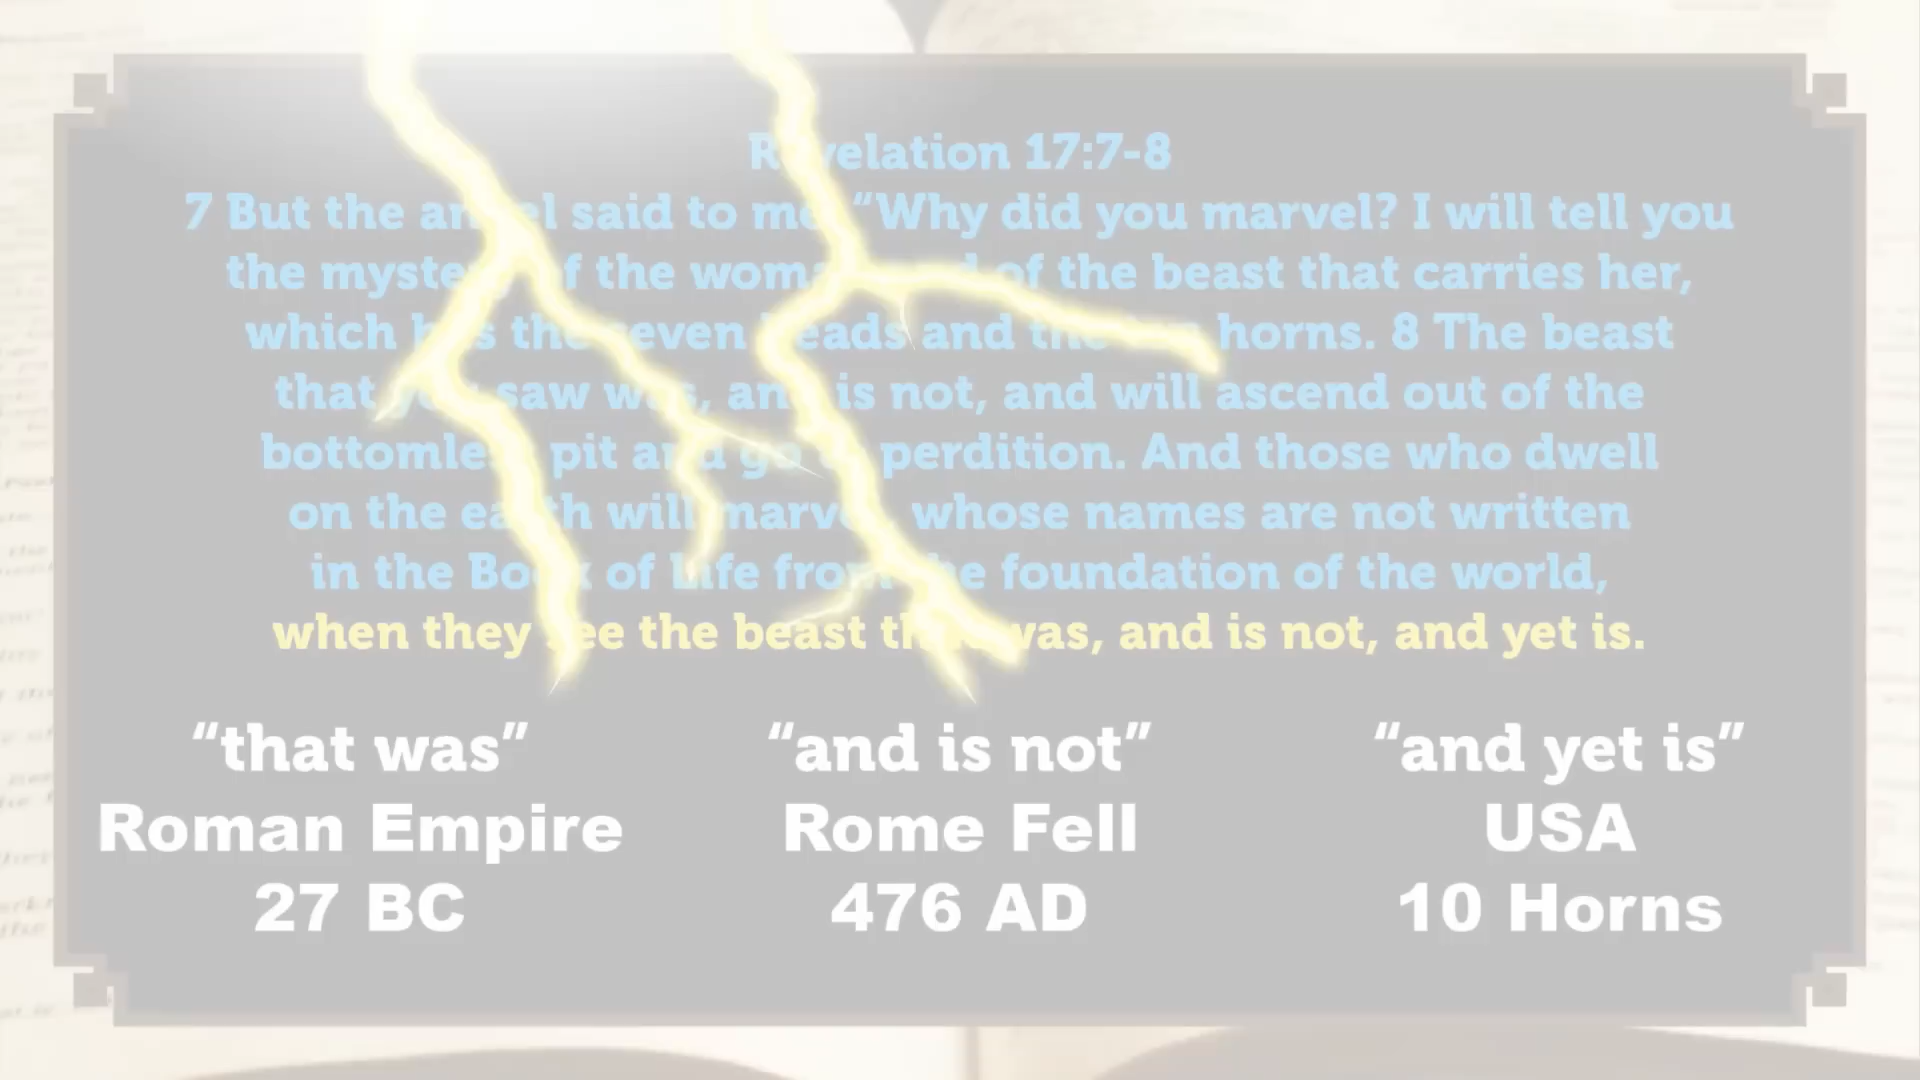 Revelation 17:7-8
7 But the angel said to me, “Why did you marvel? I will tell you
the mystery of the woman and of the beast that carries her,
which has the seven heads and the ten horns. 8 The beast
that you saw was, and is not, and will ascend out of the
bottomless pit and go to perdition. And those who dwell
on the earth will marvel, whose names are not written
in the Book of Life from the foundation of the world,
when they see the beast that was, and is not, and yet is.
“that was” “and is not” “and yet is”
Roman Empire Rome Fell USA
27 BC 476 AD 10 Horns